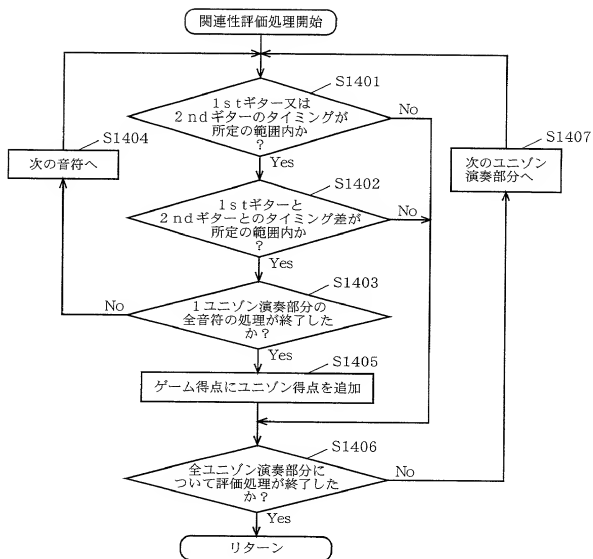 関連性評価処理開始
S1401
1stギター又は
2ndギターのタイミングが
所定の範囲内か
?
No
Yes
S1404
次の音符へ
S1407
次のユニゾン
演奏部分へ
S1402
1stギターと
2ndギターとのタイミング差が
所定の範囲内か
?
No
Yes
S1403
1ユニゾン演奏部分の
全音符の処理が終了した
か?
No
Yes
S1405
ゲーム得点にユニゾン得点を追加
S1406
全ユニゾン演奏部分に
ついて評価処理が終了した
か?
No
Yes
リターン